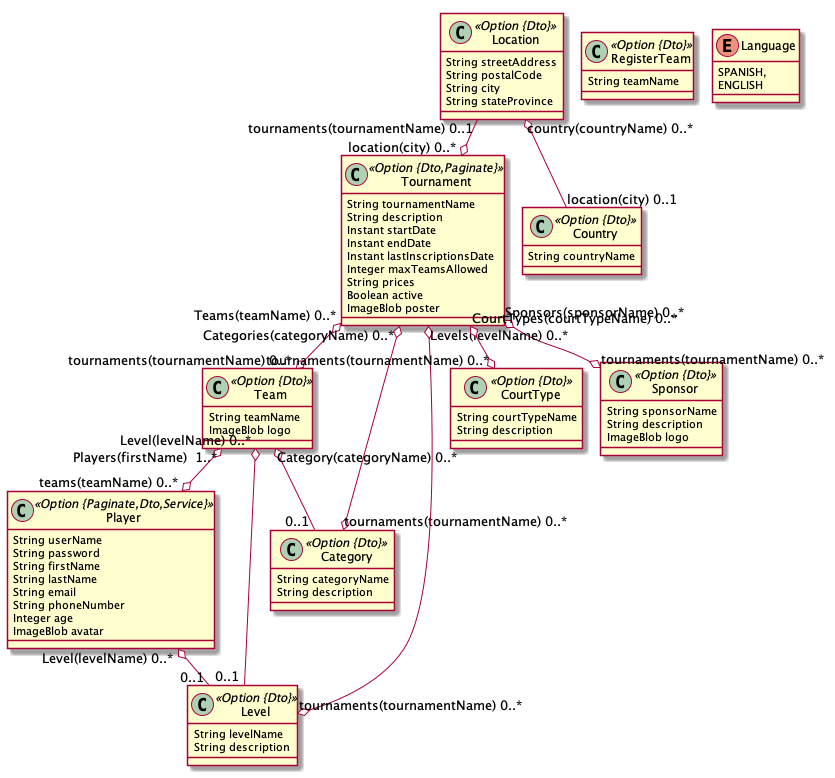 C «Option {Dto}»
Location
String streetAddress
String postalCode
String city
String stateProvince
C «Option {Dto}»
RegisterTeam
String teamName
E Language
SPANISH,
ENGLISH
tournaments(tournamentName) 0..1
country(countryName) 0..*
location(city) 0..*
C «Option {Dto,Paginate}»
Tournament
String tournamentName
String description
Instant startDate
Instant endDate
Instant lastInscriptionsDate
Integer maxTeamsAllowed
String prices
Boolean active
ImageBlob poster
location(city) 0..1
C «Option {Dto}»
Country
String countryName
Teams(teamName) 0..*
Sponsors(sponsorName) 0..*
CourtTypes(courtTypeName) 0..*
Categories(categoryName) 0..*
Levels(levelName) 0..*
tournaments(tournamentName) 0..*
tournaments(tournamentName) 0..*
tournaments(tournamentName) 0..*
C «Option {Dto}»
Team
String teamName
ImageBlob logo
C «Option {Dto}»
CourtType
String courtTypeName
String description
C «Option {Dto}»
Sponsor
String sponsorName
String description
ImageBlob logo
Level(levelName) 0..*
Players(firstName) 1..*
Category(categoryName) 0..*
teams(teamName) 0..*
C «Option {Paginate,Dto,Service}»
Player
String userName
String password
String firstName
String lastName
String email
String phoneNumber
Integer age
ImageBlob avatar
0..1
tournaments(tournamentName) 0..*
C «Option {Dto}»
Category
String categoryName
String description
Level(levelName) 0..*
0..1
0..1
C «Option {Dto}»
Level
String levelName
String description
tournaments(tournamentName) 0..*